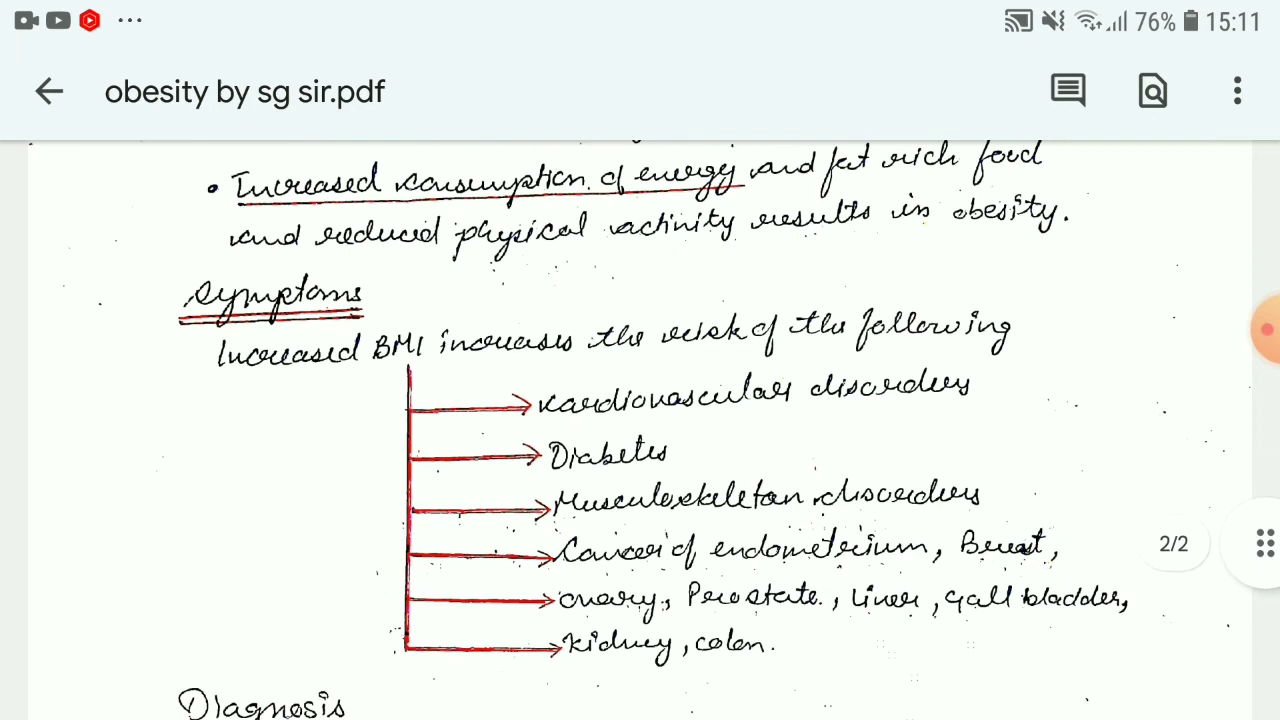 76% 15:11
obesity by sg sir.pdf
• Increased consumption of energy and fat rich food
and reduced physical activity results in obesity.
Symptoms
Increased BMI increases the risk of the following
Cardiovascular disorders
Diabetes
Musculoskeletan disorders
Cancer of endometrium, Breast,
ovary, Prostate, Liver, Gall bladder,
2/2
kidney, colon.
Diagnosis